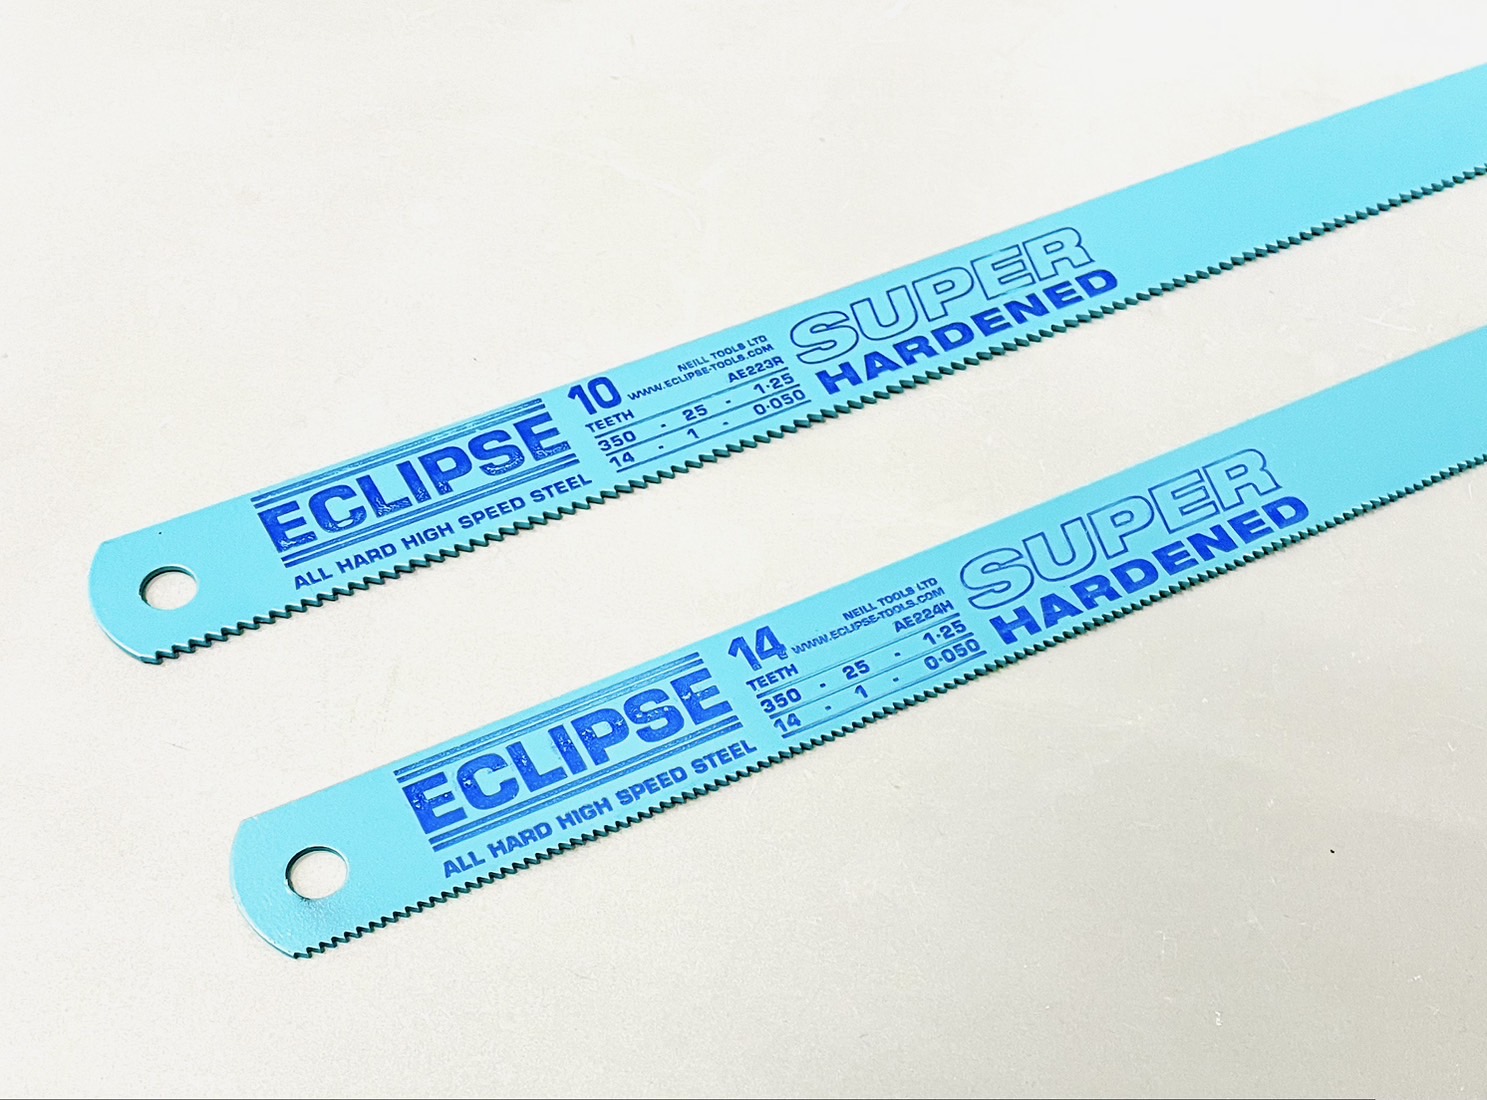 ECLIPSE
ALL HARD HIGH SPEED STEEL
10
TEETH
NEILL TOOLS LTD
WWW.ECLIPSE-TOOLS.COM
AE223R
350 - 25 - 1·25
14 - 1 - 0·050
SUPER
HARDENED
ECLIPSE
ALL HARD HIGH SPEED STEEL
14
TEETH
NEILL TOOLS LTD
WWW.ECLIPSE-TOOLS.COM
AE224H
350 - 25 - 1·25
14 - 1 - 0·050
SUPER
HARDENED